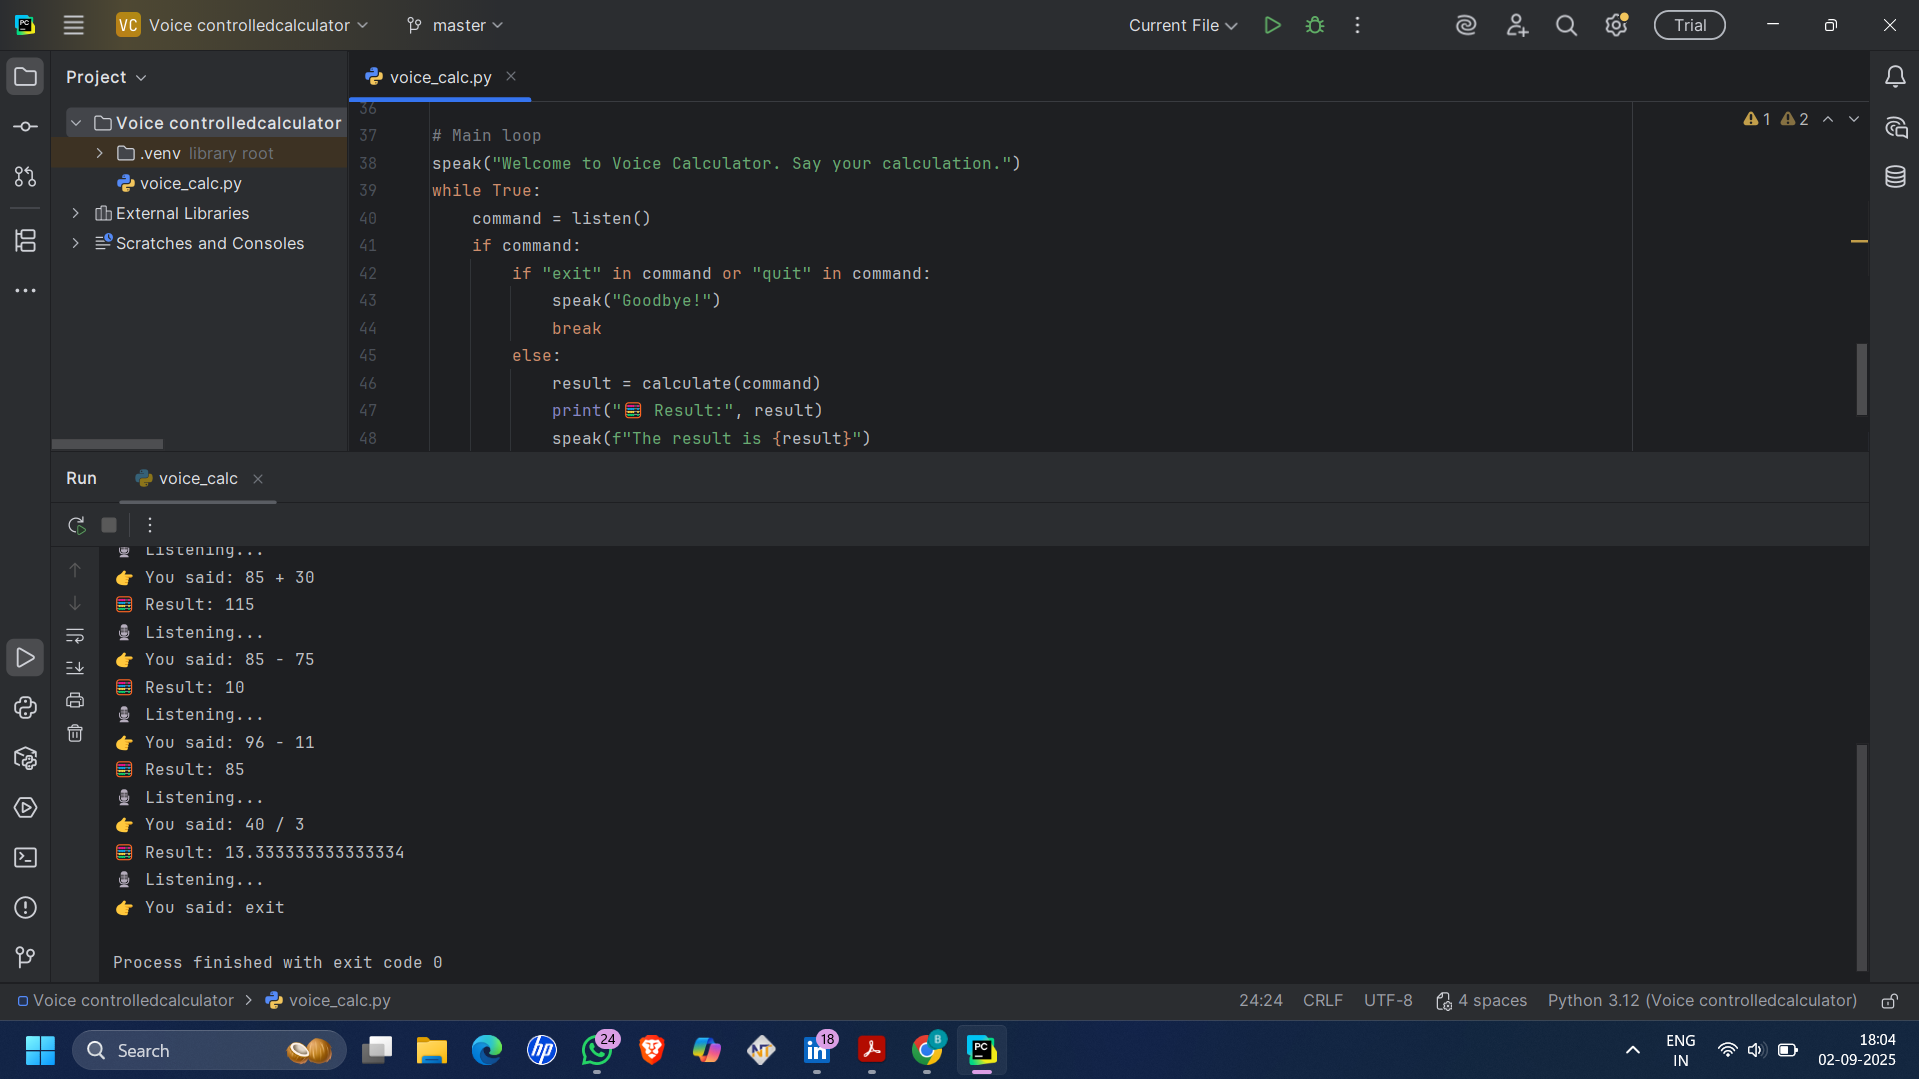 VC Voice controlledcalculator master Current File Trial
Project
voice_calc.py
Voice controlledcalculator
.venv library root
voice_calc.py
External Libraries
Scratches and Consoles
1 2
36
37 # Main loop
38 speak("Welcome to Voice Calculator. Say your calculation.")
39 while True:
40 command = listen()
41 if command:
42 if "exit" in command or "quit" in command:
43 speak("Goodbye!")
44 break
45 else:
46 result = calculate(command)
47 print("🧮 Result:", result)
48 speak(f"The result is {result}")
Run voice_calc
🎙 Listening...
👉 You said: 85 + 30
🧮 Result: 115
🎙 Listening...
👉 You said: 85 - 75
🧮 Result: 10
🎙 Listening...
👉 You said: 96 - 11
🧮 Result: 85
🎙 Listening...
👉 You said: 40 / 3
🧮 Result: 13.333333333333334
🎙 Listening...
👉 You said: exit
Process finished with exit code 0
Voice controlledcalculator > voice_calc.py 24:24 CRLF UTF-8 4 spaces Python 3.12 (Voice controlledcalculator)
Search
hp
24
NT
in
18
B
PC
ENG
IN
18:04
02-09-2025